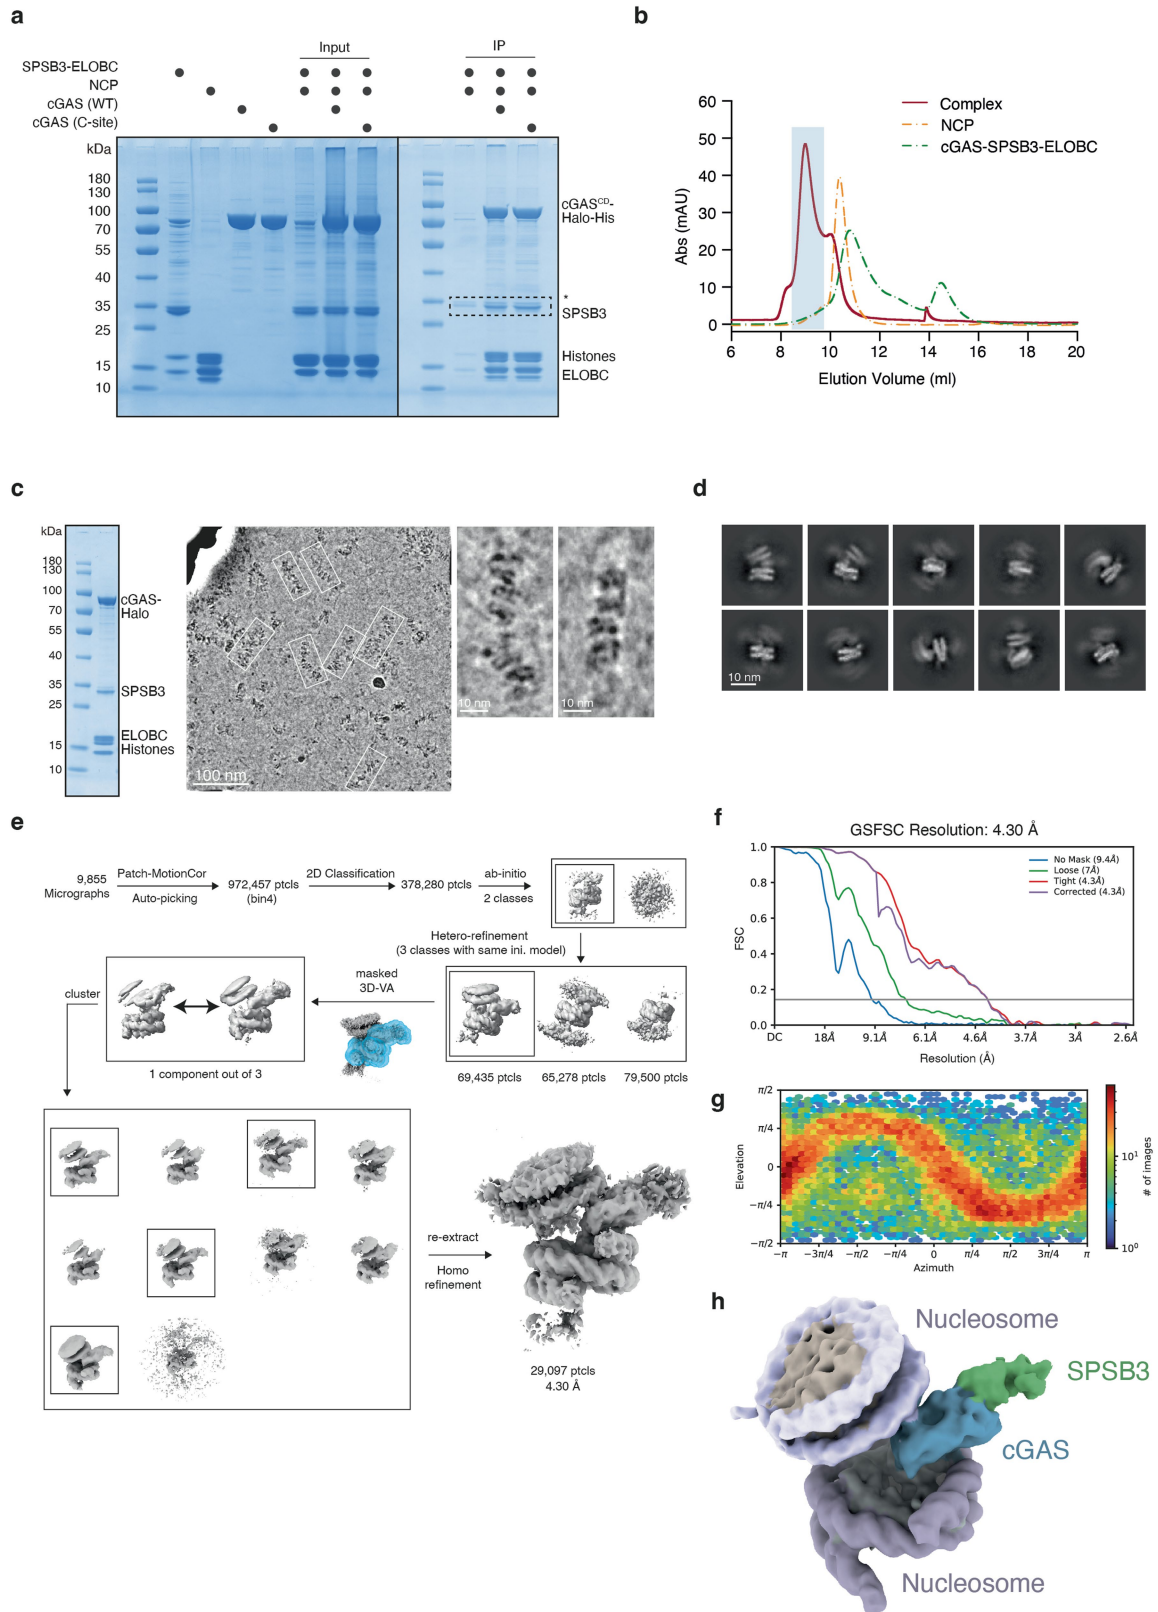 a
Input
IP
SPSB3-ELOBC
NCP
cGAS (WT)
cGAS (C-site)
kDa
180
130
100
70
55
40
35
25
15
10
cGASCD-
Halo-His
*
SPSB3
Histones
ELOBC
b
60
50
40
30
20
10
0
Abs (mAU)
6
8
10
12
14
16
18
20
Elution Volume (ml)
Complex
NCP
cGAS-SPSB3-ELOBC
c
kDa
180
130
100
70
55
40
35
25
15
10
cGAS-
Halo
SPSB3
ELOBC
Histones
100 nm
10 nm
10 nm
d
10 nm
e
9,855
Micrographs
Patch-MotionCor
Auto-picking
972,457 ptcls
(bin4)
2D Classification
378,280 ptcls
ab-initio
2 classes
Hetero-refinement
(3 classes with same ini. model)
masked
3D-VA
cluster
1 component out of 3
69,435 ptcls
65,278 ptcls
79,500 ptcls
re-extract
Homo
refinement
29,097 ptcls
4.30 Å
f
GSFSC Resolution: 4.30 Å
1.0
0.8
0.6
0.4
0.2
0.0
FSC
No Mask (9.4Å)
Loose (7Å)
Tight (4.3Å)
Corrected (4.3Å)
DC
18Å
9.1Å
6.1Å
4.6Å
3.7Å
3Å
2.6Å
Resolution (Å)
g
π/2
π/4
0
−π/4
−π/2
Elevation
−π
−3π/4
−π/2
−π/4
0
π/4
π/2
3π/4
π
Azimuth
10¹
10⁰
# of images
h
Nucleosome
SPSB3
cGAS
Nucleosome